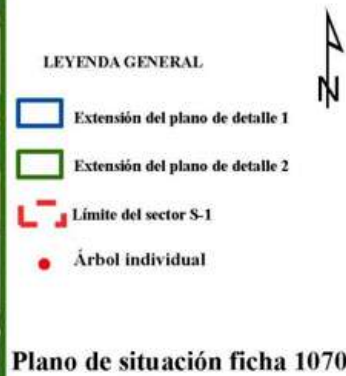 LEYENDA GENERAL
N
Extensión del plano de detalle 1
Extensión del plano de detalle 2
Límite del sector S-1
Árbol individual
Plano de situación ficha 1070